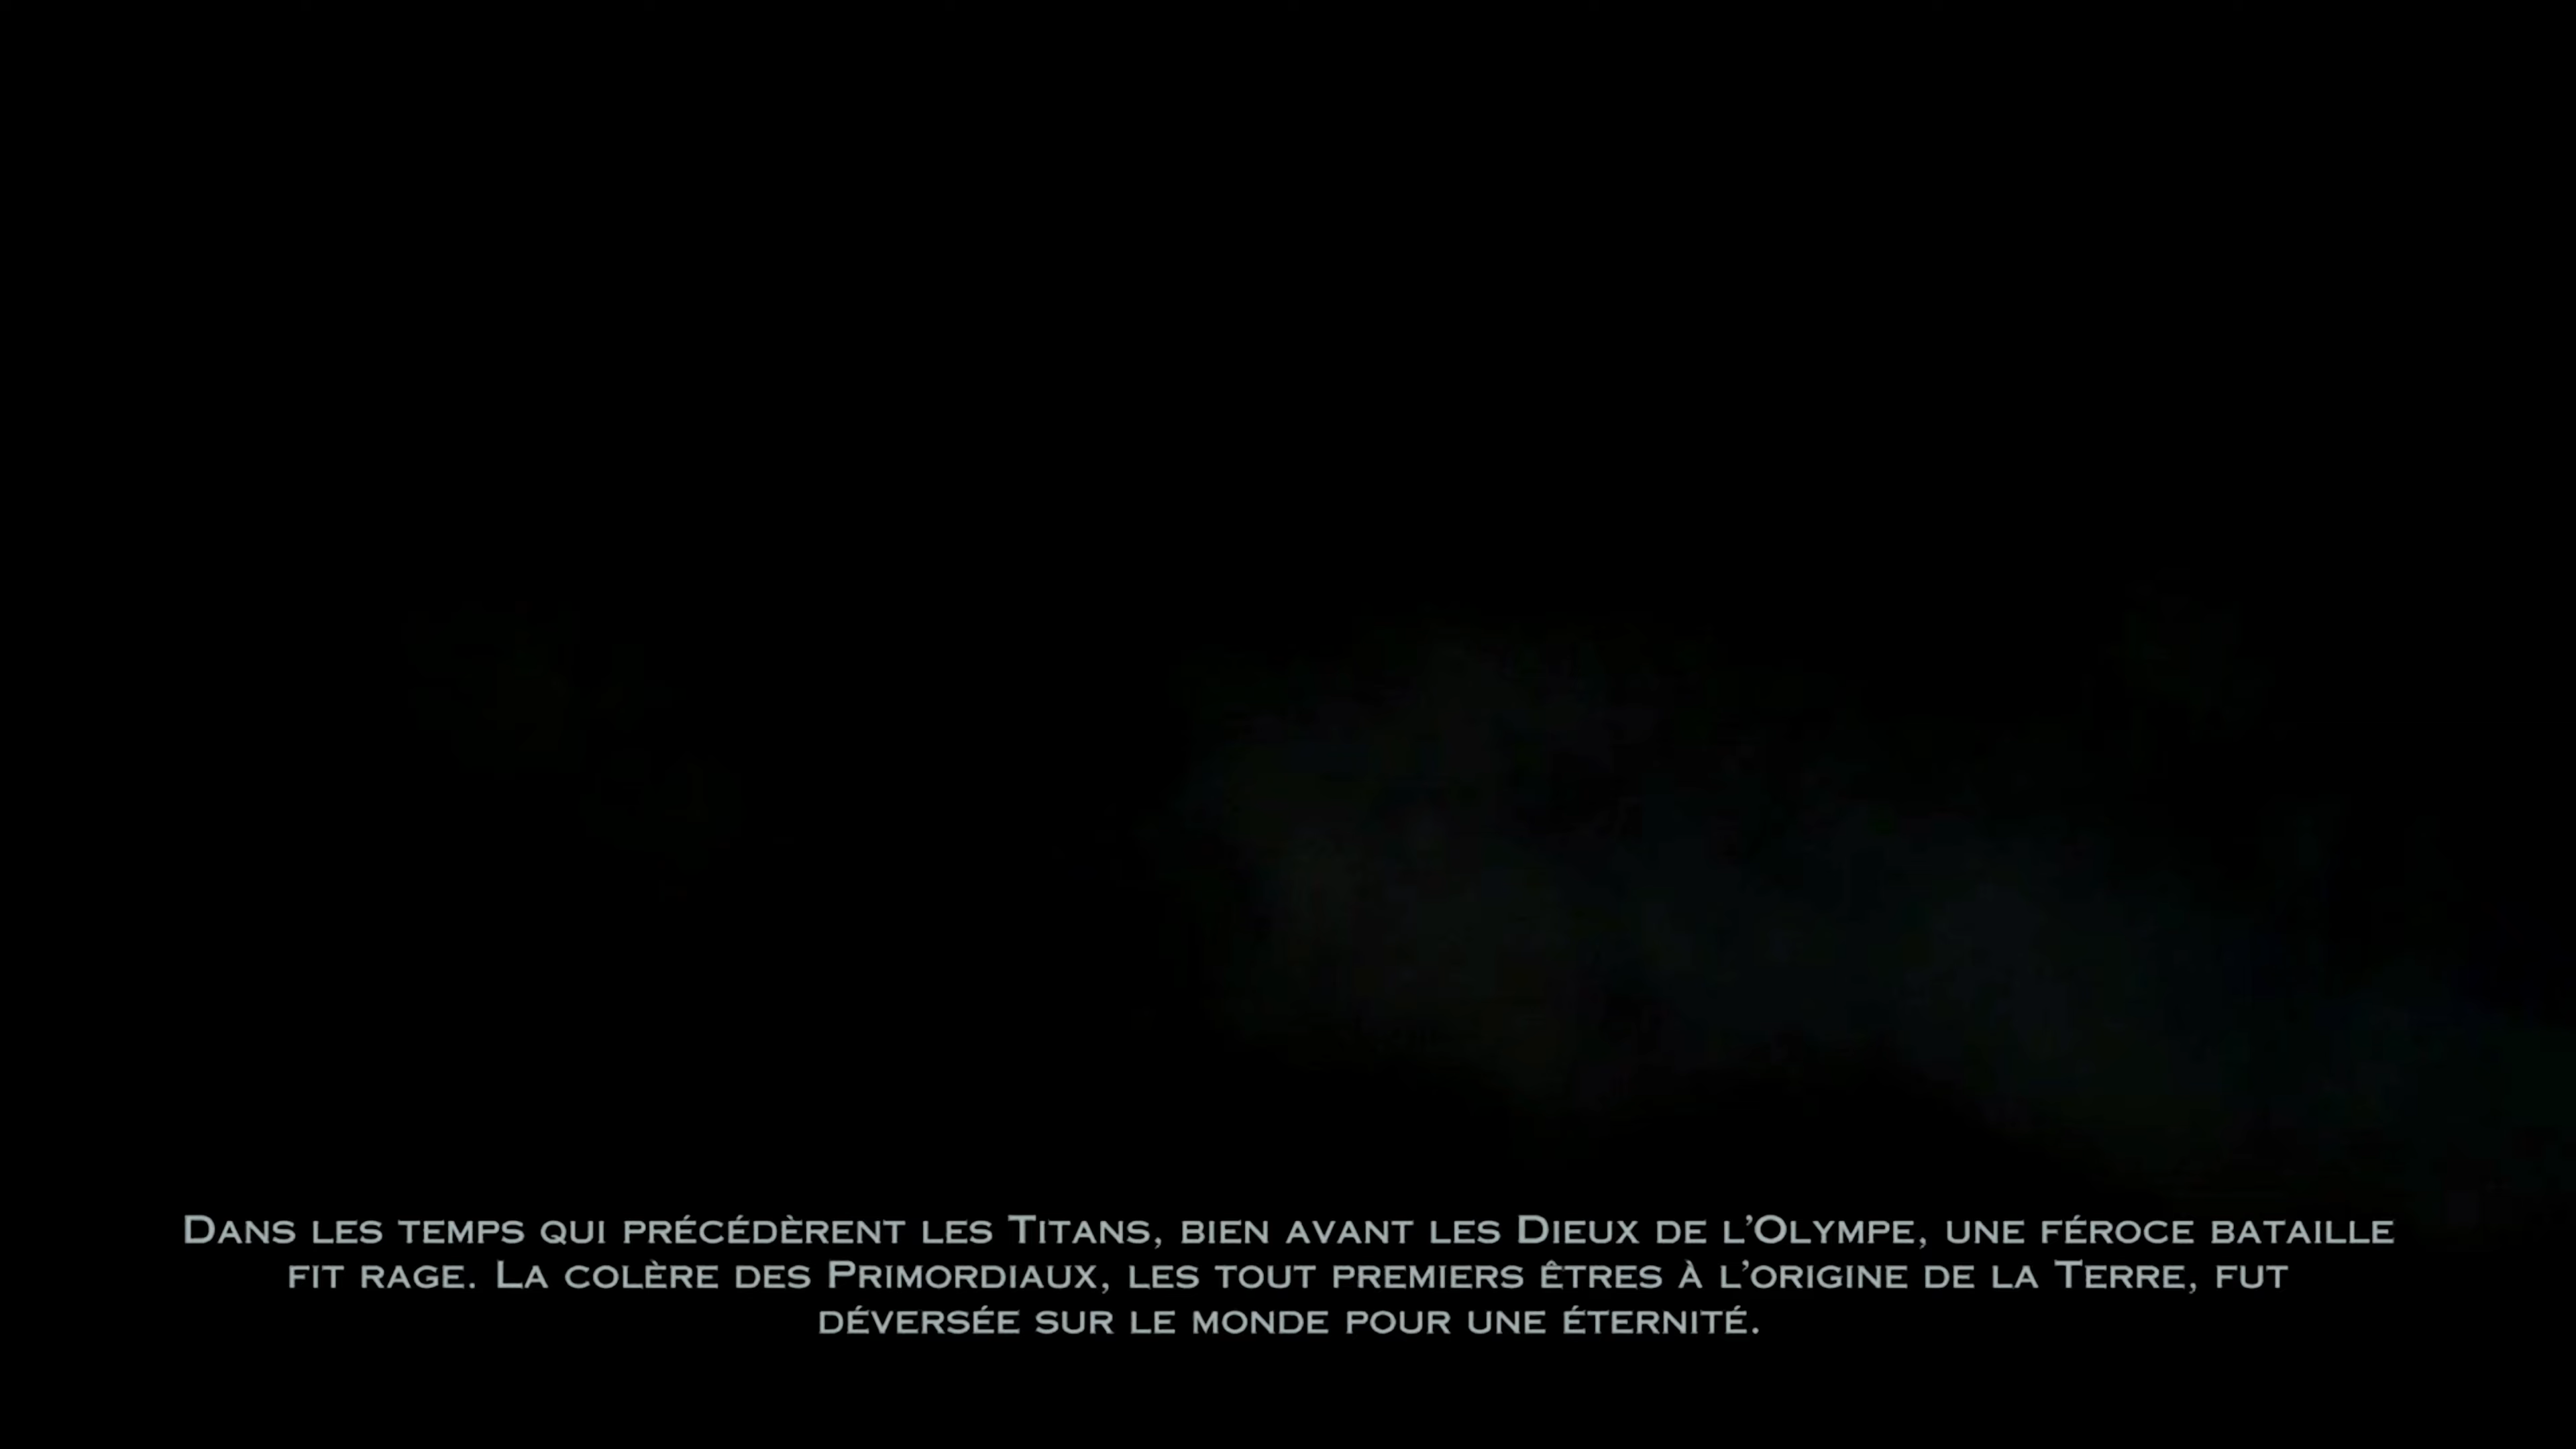 Dans les temps qui précédèrent les Titans, bien avant les Dieux de l'Olympe, une féroce bataille
fit rage. La colère des Primordiaux, les tout premiers êtres à l'origine de la Terre, fut
déversée sur le monde pour une éternité.